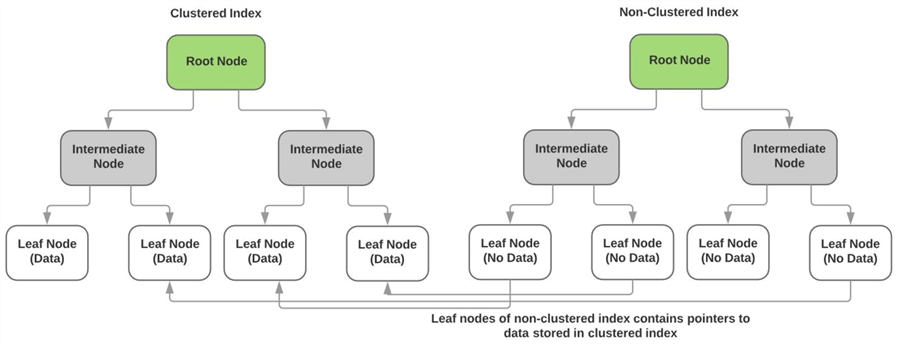 Clustered Index
Non-Clustered Index
Root Node
Root Node
Intermediate
Node
Intermediate
Node
Intermediate
Node
Intermediate
Node
Leaf Node
(Data)
Leaf Node
(Data)
Leaf Node
(Data)
Leaf Node
(Data)
Leaf Node
(No Data)
Leaf Node
(No Data)
Leaf Node
(No Data)
Leaf Node
(No Data)
Leaf nodes of non-clustered index contains pointers to
data stored in clustered index